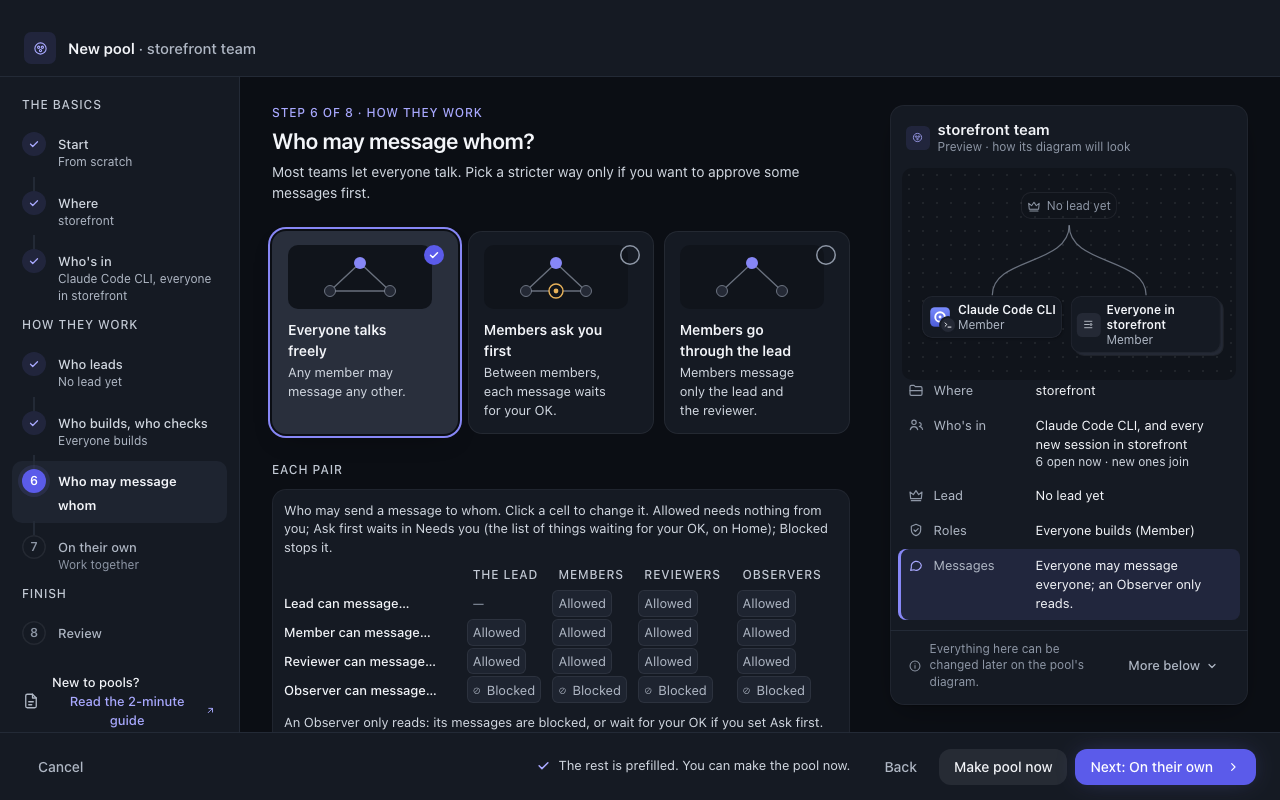 New pool · storefront team
THE BASICS
Start
From scratch
Where
storefront
Who's in
Claude Code CLI, everyone
in storefront
HOW THEY WORK
Who leads
No lead yet
Who builds, who checks
Everyone builds
6 Who may message
whom
7 On their own
Work together
FINISH
8 Review
New to pools?
Read the 2-minute
guide
STEP 6 OF 8 · HOW THEY WORK
Who may message whom?
Most teams let everyone talk. Pick a stricter way only if you want to approve some
messages first.
Everyone talks
freely
Any member may
message any other.
Members ask you
first
Between members,
each message waits
for your OK.
Members go
through the lead
Members message
only the lead and
the reviewer.
EACH PAIR
Who may send a message to whom. Click a cell to change it. Allowed needs nothing from
you; Ask first waits in Needs you (the list of things waiting for your OK, on Home); Blocked
stops it.
THE LEAD MEMBERS REVIEWERS OBSERVERS
Lead can message... — Allowed Allowed Allowed
Member can message... Allowed Allowed Allowed Allowed
Reviewer can message... Allowed Allowed Allowed Allowed
Observer can message... Blocked Blocked Blocked Blocked
An Observer only reads: its messages are blocked, or wait for your OK if you set Ask first.
storefront team
Preview · how its diagram will look
No lead yet
Claude Code CLI
Member
Everyone in
storefront
Member
Where storefront
Who's in Claude Code CLI, and every
new session in storefront
6 open now · new ones join
Lead No lead yet
Roles Everyone builds (Member)
Messages Everyone may message
everyone; an Observer only
reads.
Everything here can be
changed later on the pool's
diagram.
More below
Cancel
The rest is prefilled. You can make the pool now.
Back
Make pool now
Next: On their own